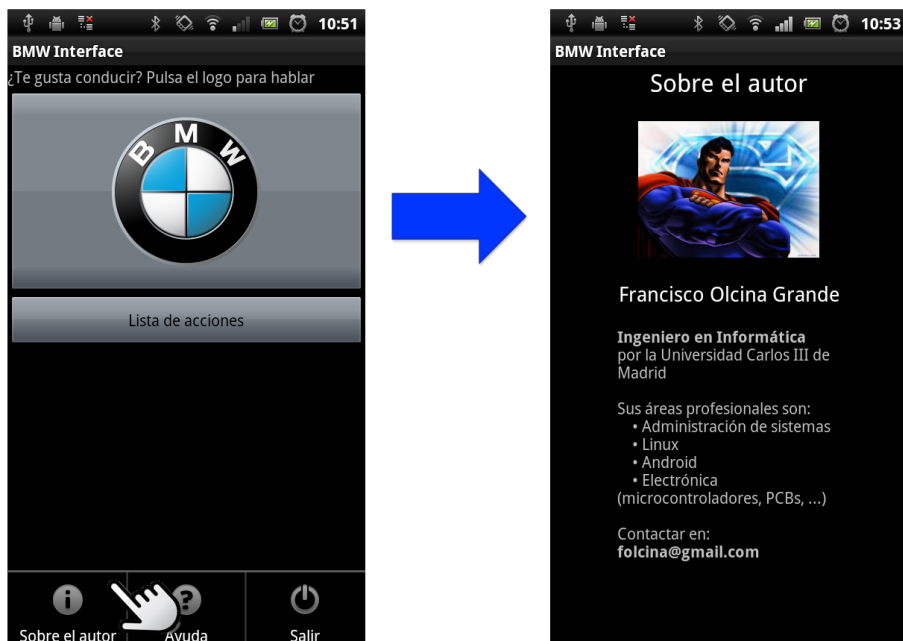 10:51
BMW Interface
¿Te gusta conducir? Pulsa el logo para hablar
BMW
Lista de acciones
Sobre el autor
Ayuda
Salir
10:53
BMW Interface
Sobre el autor
Francisco Olcina Grande
Ingeniero en Informática
por la Universidad Carlos III de
Madrid
Sus áreas profesionales son:
• Administración de sistemas
• Linux
• Android
• Electrónica
(microcontroladores, PCBs, ...)
Contactar en:
folcina@gmail.com